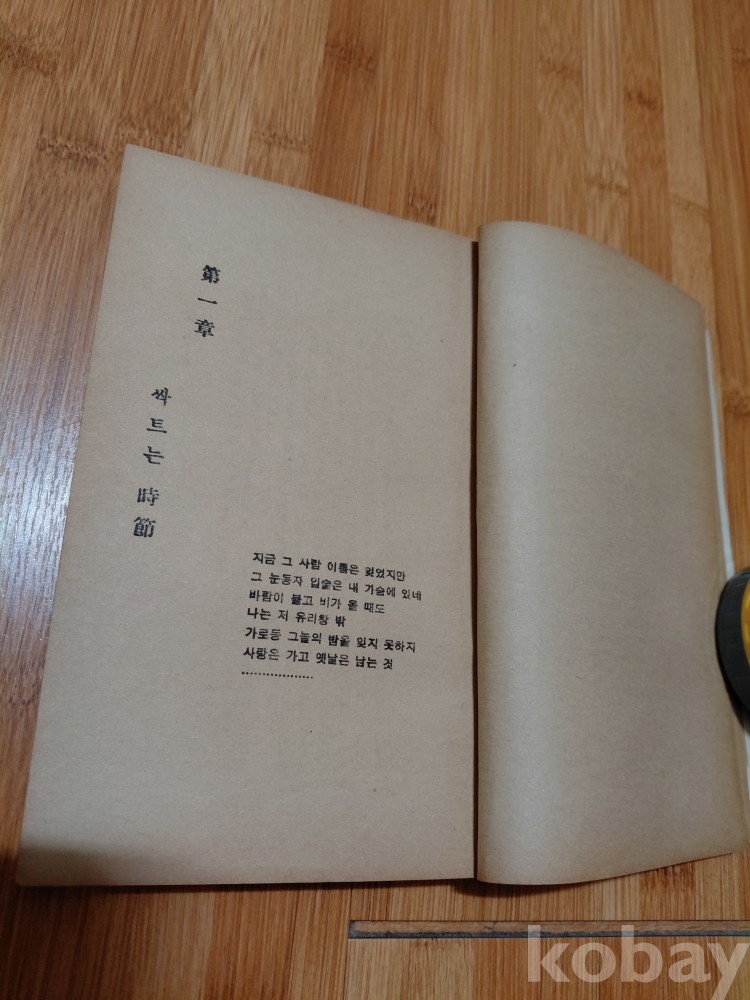 第一章
싹트는 時節
지금 그 사람 이름은 잊었지만
그 눈동자 입술은 내 가슴에 있네
바람이 불고 비가 올 때도
나는 저 유리창 밖
가로등 그늘의 밤을 잊지 못하지
사랑은 가고 옛날은 남는 것
…………………
kobay